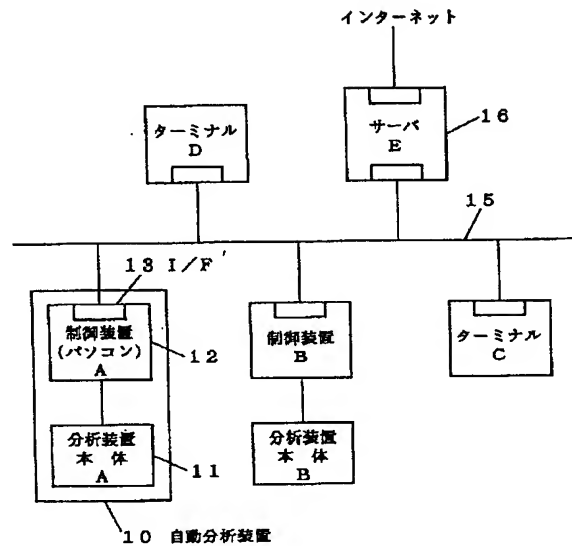 インターネット
ターミナル
D
サーバ
E
16
15
13 I/F'
制御装置
(パソコン)
A
12
制御装置
B
ターミナル
C
分析装置
本 体
A
11
分析装置
本 体
B
10 自動分析装置